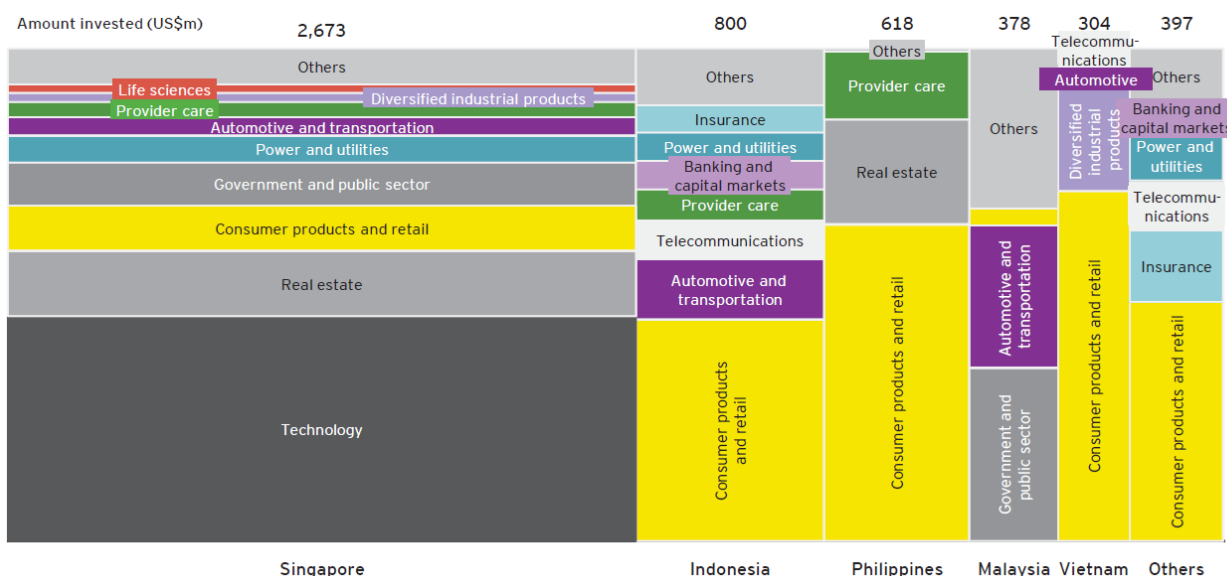 Amount invested (US$m)
2,673
800
618
378
304
397
Others
Life sciences
Diversified industrial products
Provider care
Automotive and transportation
Power and utilities
Government and public sector
Consumer products and retail
Real estate
Technology
Others
Insurance
Power and utilities
Banking and
capital markets
Provider care
Telecommunications
Automotive and
transportation
Consumer products
and retail
Others
Provider care
Real estate
Consumer products and retail
Others
Automotive and
transportation
Government and
public sector
Telecommu-
nications
Automotive
Diversified
industrial
products
Consumer products and retail
Others
Banking and
capital markets
Power and
utilities
Telecommu-
nications
Insurance
Consumer products and retail
Singapore
Indonesia
Philippines
Malaysia
Vietnam
Others